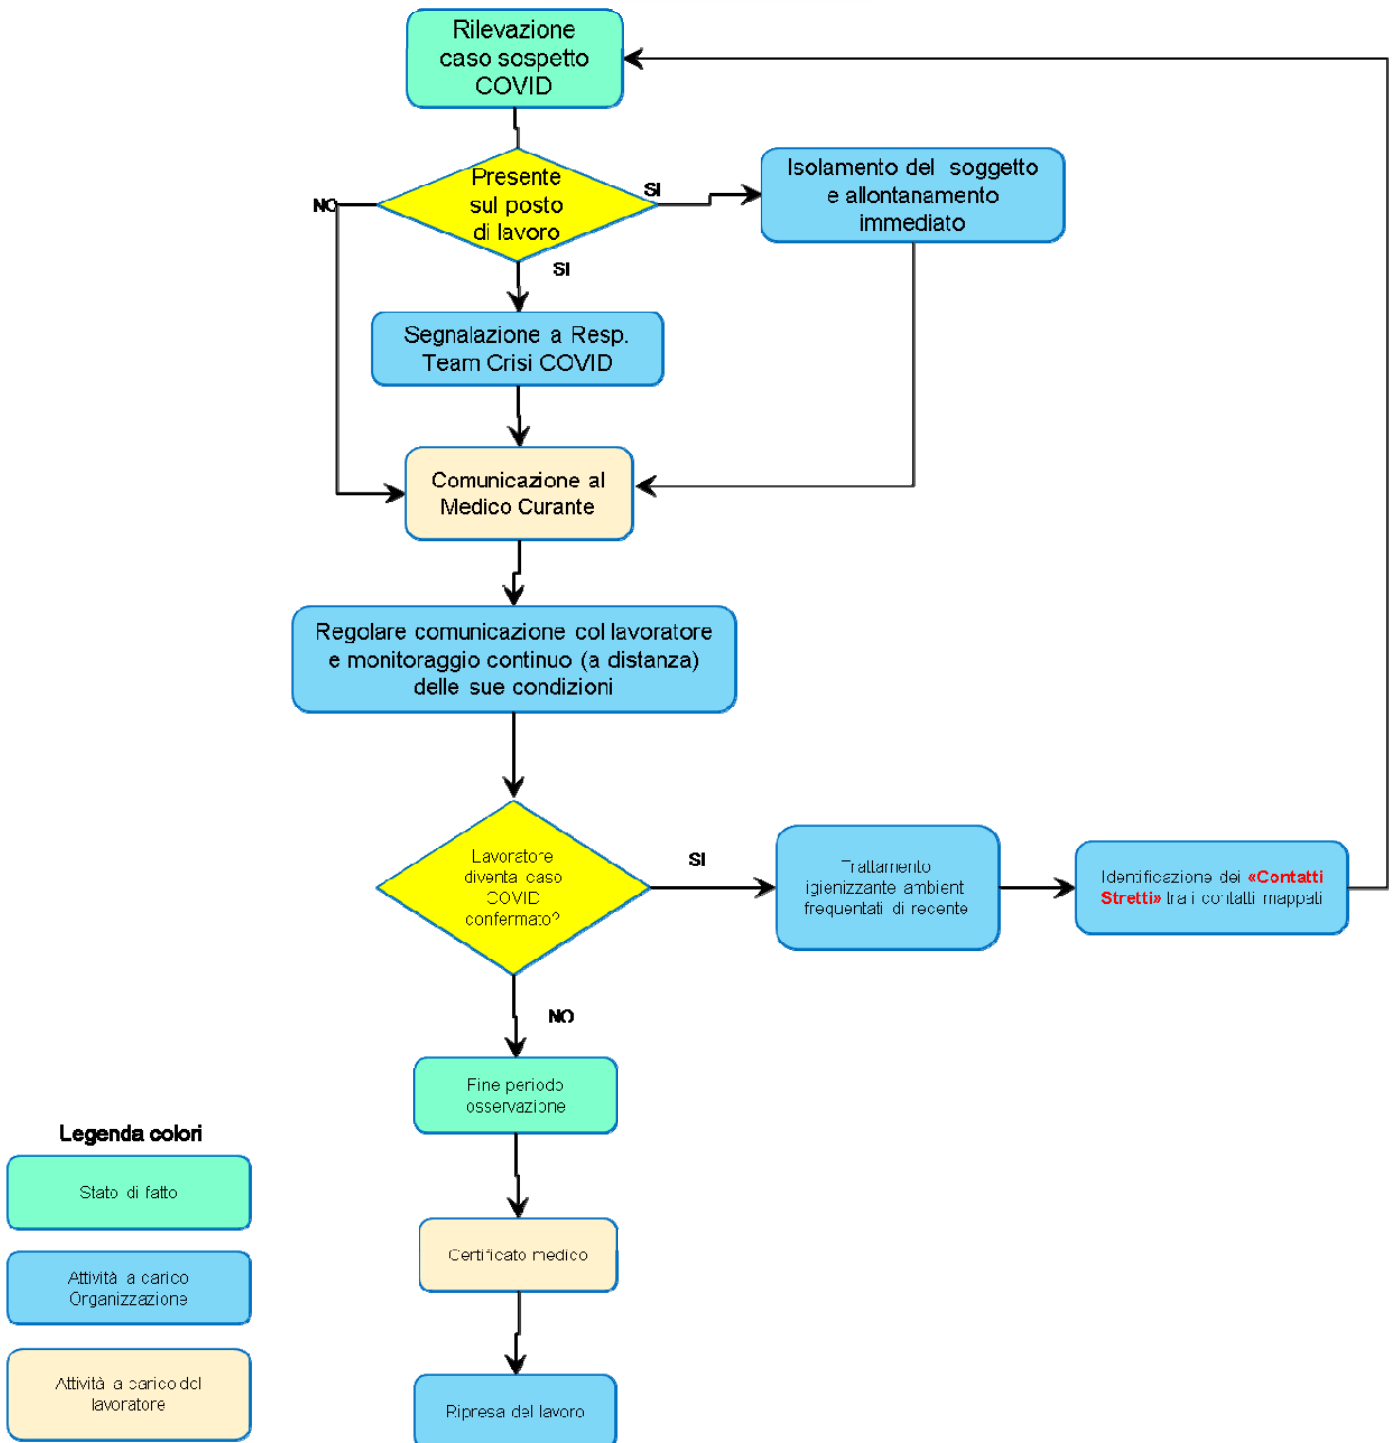 Rilevazione
caso sospetto
COVID
Presente
sul posto
di lavoro
NO
SI
SI
Isolamento del soggetto
e allontanamento
immediato
Segnalazione a Resp.
Team Crisi COVID
Comunicazione al
Medico Curante
Regolare comunicazione col lavoratore
e monitoraggio continuo (a distanza)
delle sue condizioni
Lavoratore
diventa caso
COVID
confermato?
SI
NO
Trattamento
igienizzante ambient
frequentati di recente
Identificazione dei «Contatti
Stretti» tra i contatti mappati
Fine periodo
osservazione
Certificato medico
Ripresa del lavoro
Legenda colori
Stato di fatto
Attività a carico
Organizzazione
Attività a carico del
lavoratore